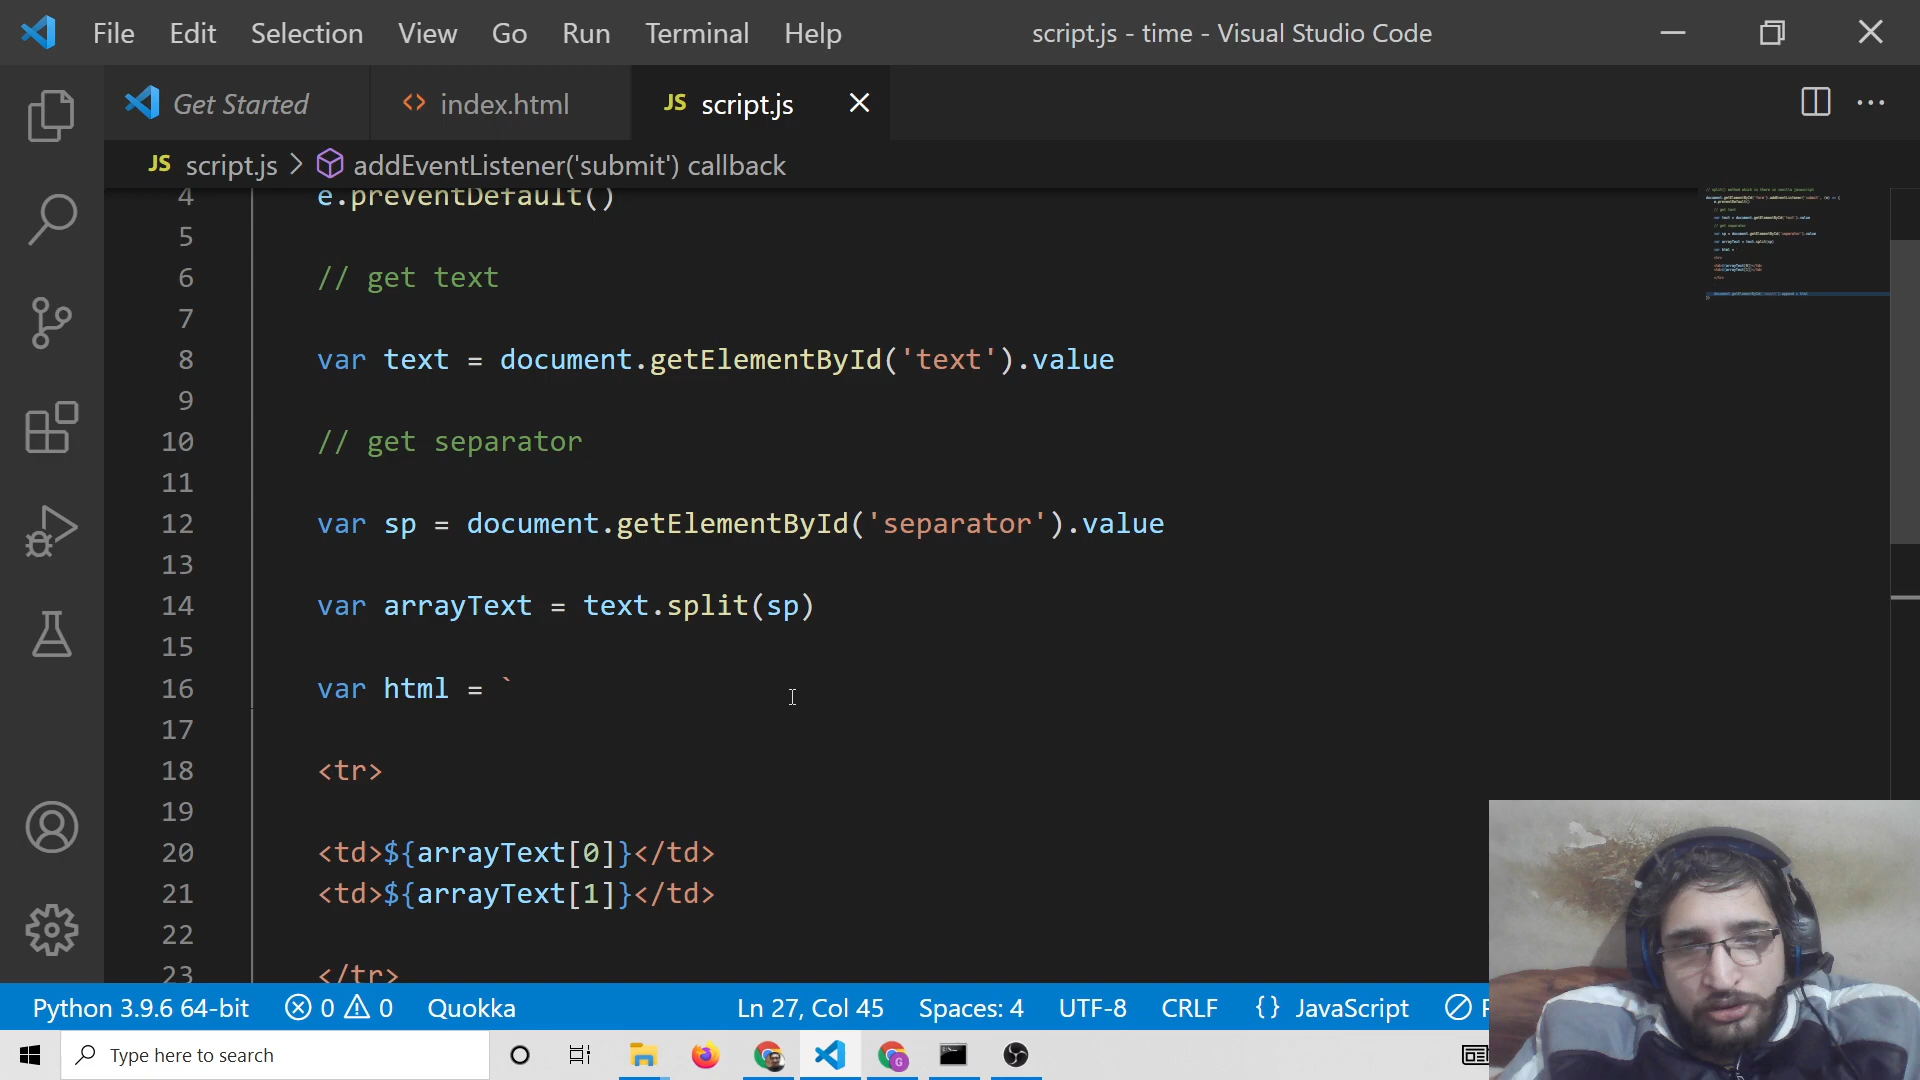 File Edit Selection View Go Run Terminal Help script.js - time - Visual Studio Code
Get Started index.html JS script.js
JS script.js > addEventListener('submit') callback
4 e.preventDefault()
5
6 // get text
7
8 var text = document.getElementById('text').value
9
10 // get separator
11
12 var sp = document.getElementById('separator').value
13
14 var arrayText = text.split(sp)
15
16 var html = `
17
18 <tr>
19
20 <td>${arrayText[0]}</td>
21 <td>${arrayText[1]}</td>
22
23 </tr>
Python 3.9.6 64-bit 0 0 Quokka Ln 27, Col 45 Spaces: 4 UTF-8 CRLF {} JavaScript
Type here to search